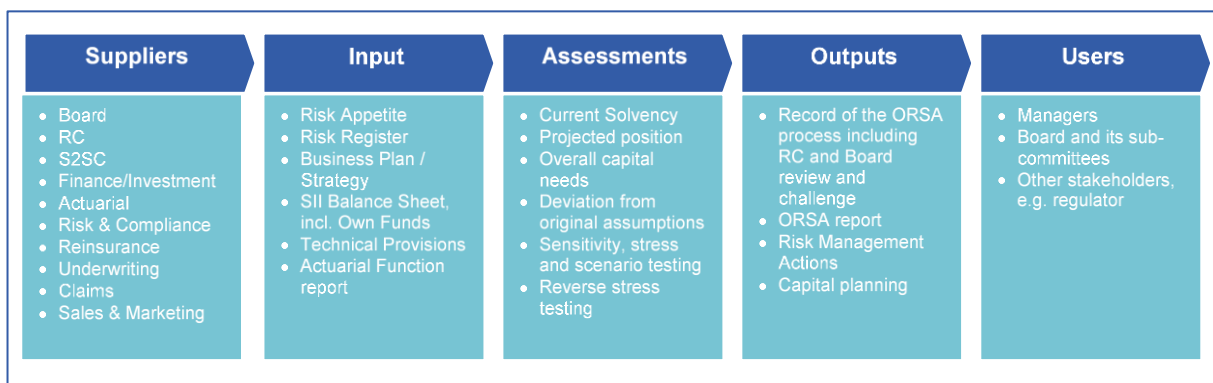 Suppliers
• Board
• RC
• S2SC
• Finance/Investment
• Actuarial
• Risk & Compliance
• Reinsurance
• Underwriting
• Claims
• Sales & Marketing
Input
• Risk Appetite
• Risk Register
• Business Plan /
Strategy
• SII Balance Sheet,
incl. Own Funds
• Technical Provisions
• Actuarial Function
report
Assessments
• Current Solvency
• Projected position
• Overall capital
needs
• Deviation from
original assumptions
• Sensitivity, stress
and scenario testing
• Reverse stress
testing
Outputs
• Record of the ORSA
process including
RC and Board
review and
challenge
• ORSA report
• Risk Management
Actions
• Capital planning
Users
• Managers
• Board and its sub-
committees
• Other stakeholders,
e.g. regulator